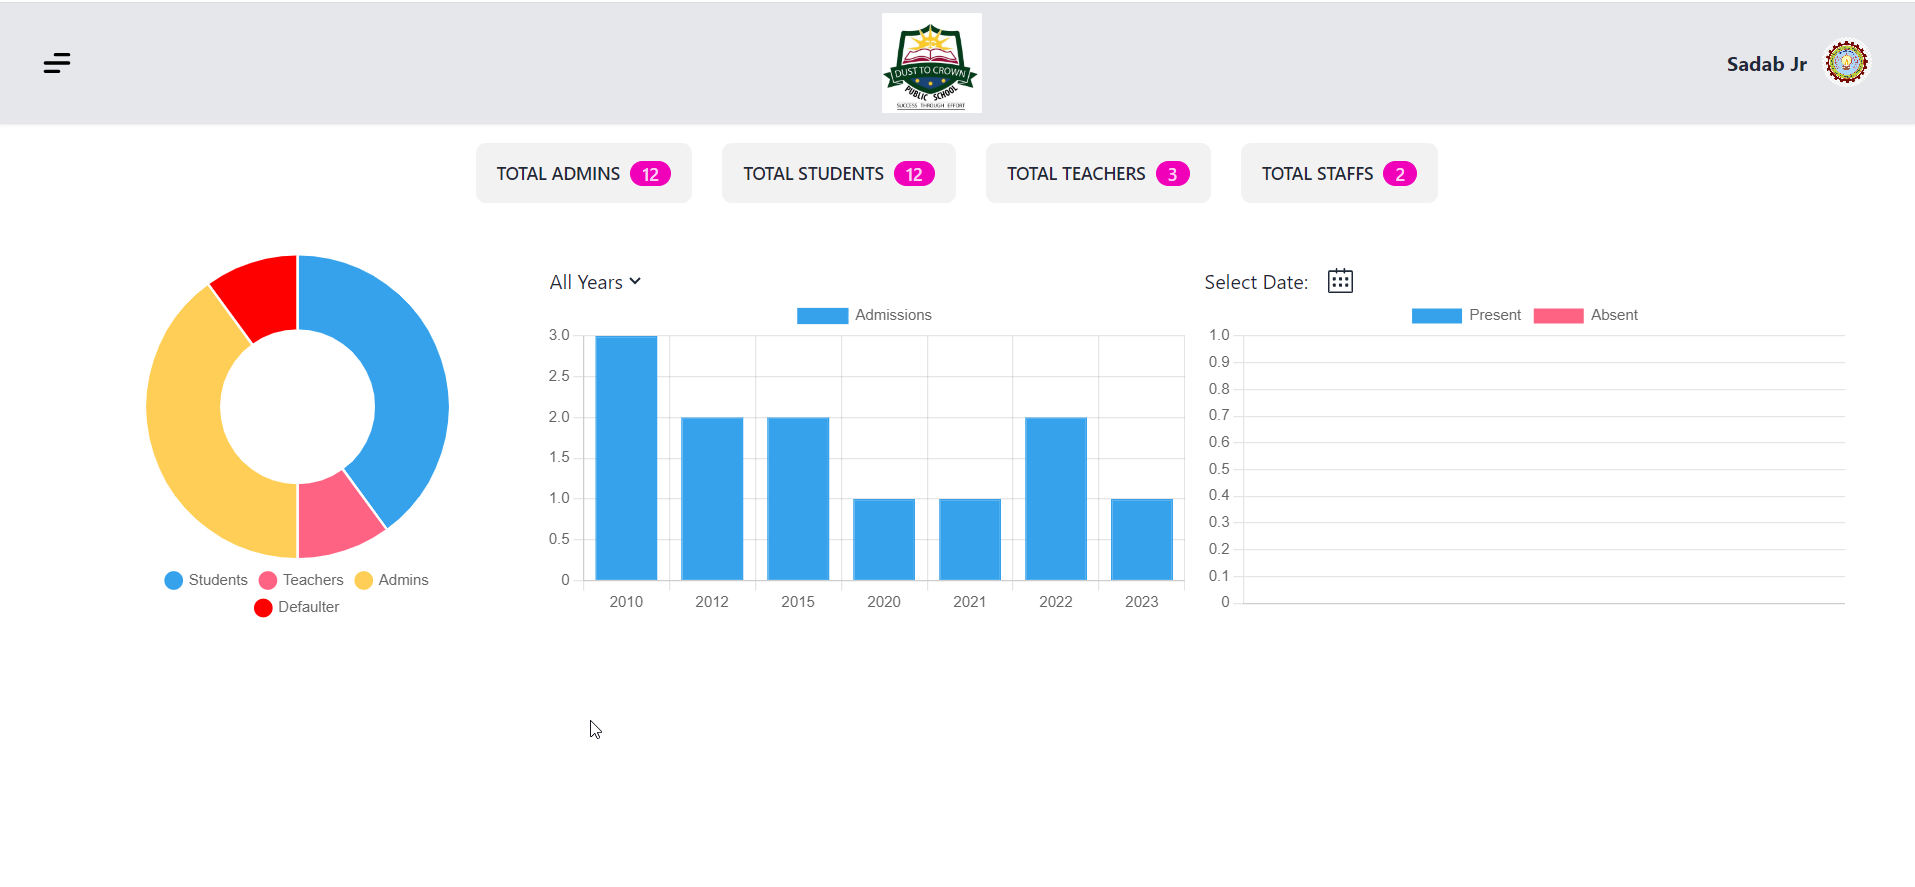 DUST TO CROWN
PUBLIC SCHOOL
SUCCESS THROUGH EFFORT
Sadab Jr
TOTAL ADMINS 12
TOTAL STUDENTS 12
TOTAL TEACHERS 3
TOTAL STAFFS 2
Students Teachers Admins
Defaulter
All Years
Admissions
3.0
2.5
2.0
1.5
1.0
0.5
0
2010 2012 2015 2020 2021 2022 2023
Select Date:
Present Absent
1.0
0.9
0.8
0.7
0.6
0.5
0.4
0.3
0.2
0.1
0